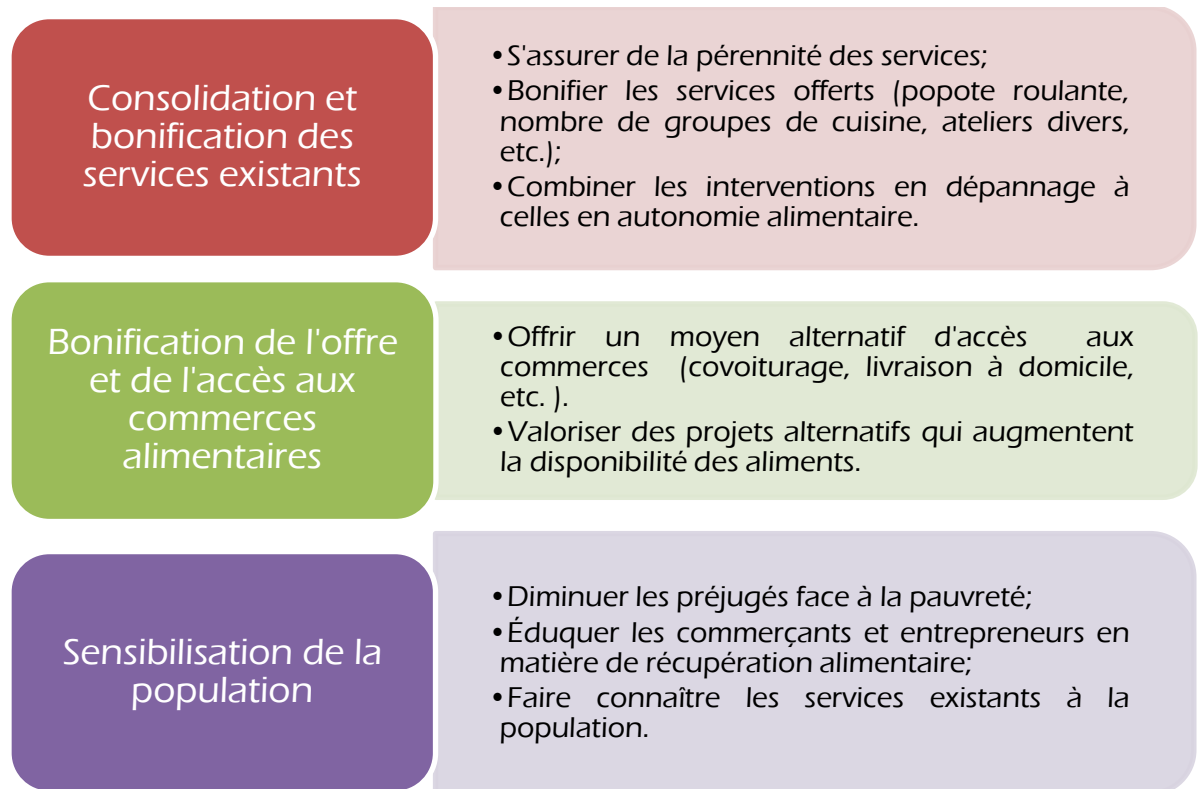 Consolidation et
bonification des
services existants
•S'assurer de la pérennité des services;
•Bonifier les services offerts (popote roulante,
nombre de groupes de cuisine, ateliers divers,
etc.);
•Combiner les interventions en dépannage à
celles en autonomie alimentaire.
Bonification de l'offre
et de l'accès aux
commerces
alimentaires
•Offrir un moyen alternatif d'accès aux
commerces (covoiturage, livraison à domicile,
etc. ).
•Valoriser des projets alternatifs qui augmentent
la disponibilité des aliments.
Sensibilisation de la
population
•Diminuer les préjugés face à la pauvreté;
•Éduquer les commerçants et entrepreneurs en
matière de récupération alimentaire;
•Faire connaître les services existants à la
population.